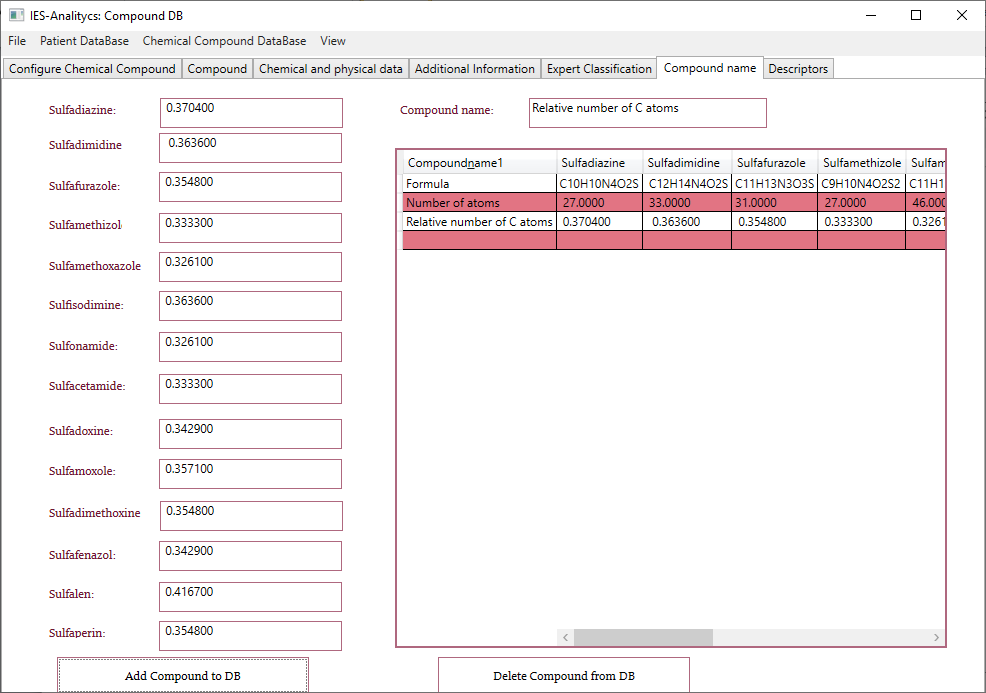 IES-Analitycs: Compound DB
File Patient DataBase Chemical Compound DataBase View
Configure Chemical Compound Compound Chemical and physical data Additional Information Expert Classification Compound name Descriptors
Sulfadiazine: 0.370400
Sulfadimidine 0.363600
Sulfafurazole: 0.354800
Sulfamethizol 0.333300
Sulfamethoxazole 0.326100
Sulfisodimine: 0.363600
Sulfonamide: 0.326100
Sulfacetamide: 0.333300
Sulfadoxine: 0.342900
Sulfamoxole: 0.357100
Sulfadimethoxine 0.354800
Sulfafenazol: 0.342900
Sulfalen: 0.416700
Sulfaperin: 0.354800
Compound name: Relative number of C atoms
Compoundname1 Sulfadiazine Sulfadimidine Sulfafurazole Sulfamethizole Sulfam
Formula C10H10N4O2S C12H14N4O2S C11H13N3O3S C9H10N4O2S2 C11H1
Number of atoms 27.0000 33.0000 31.0000 27.0000 46.000
Relative number of C atoms 0.370400 0.363600 0.354800 0.333300 0.3261
Add Compound to DB Delete Compound from DB